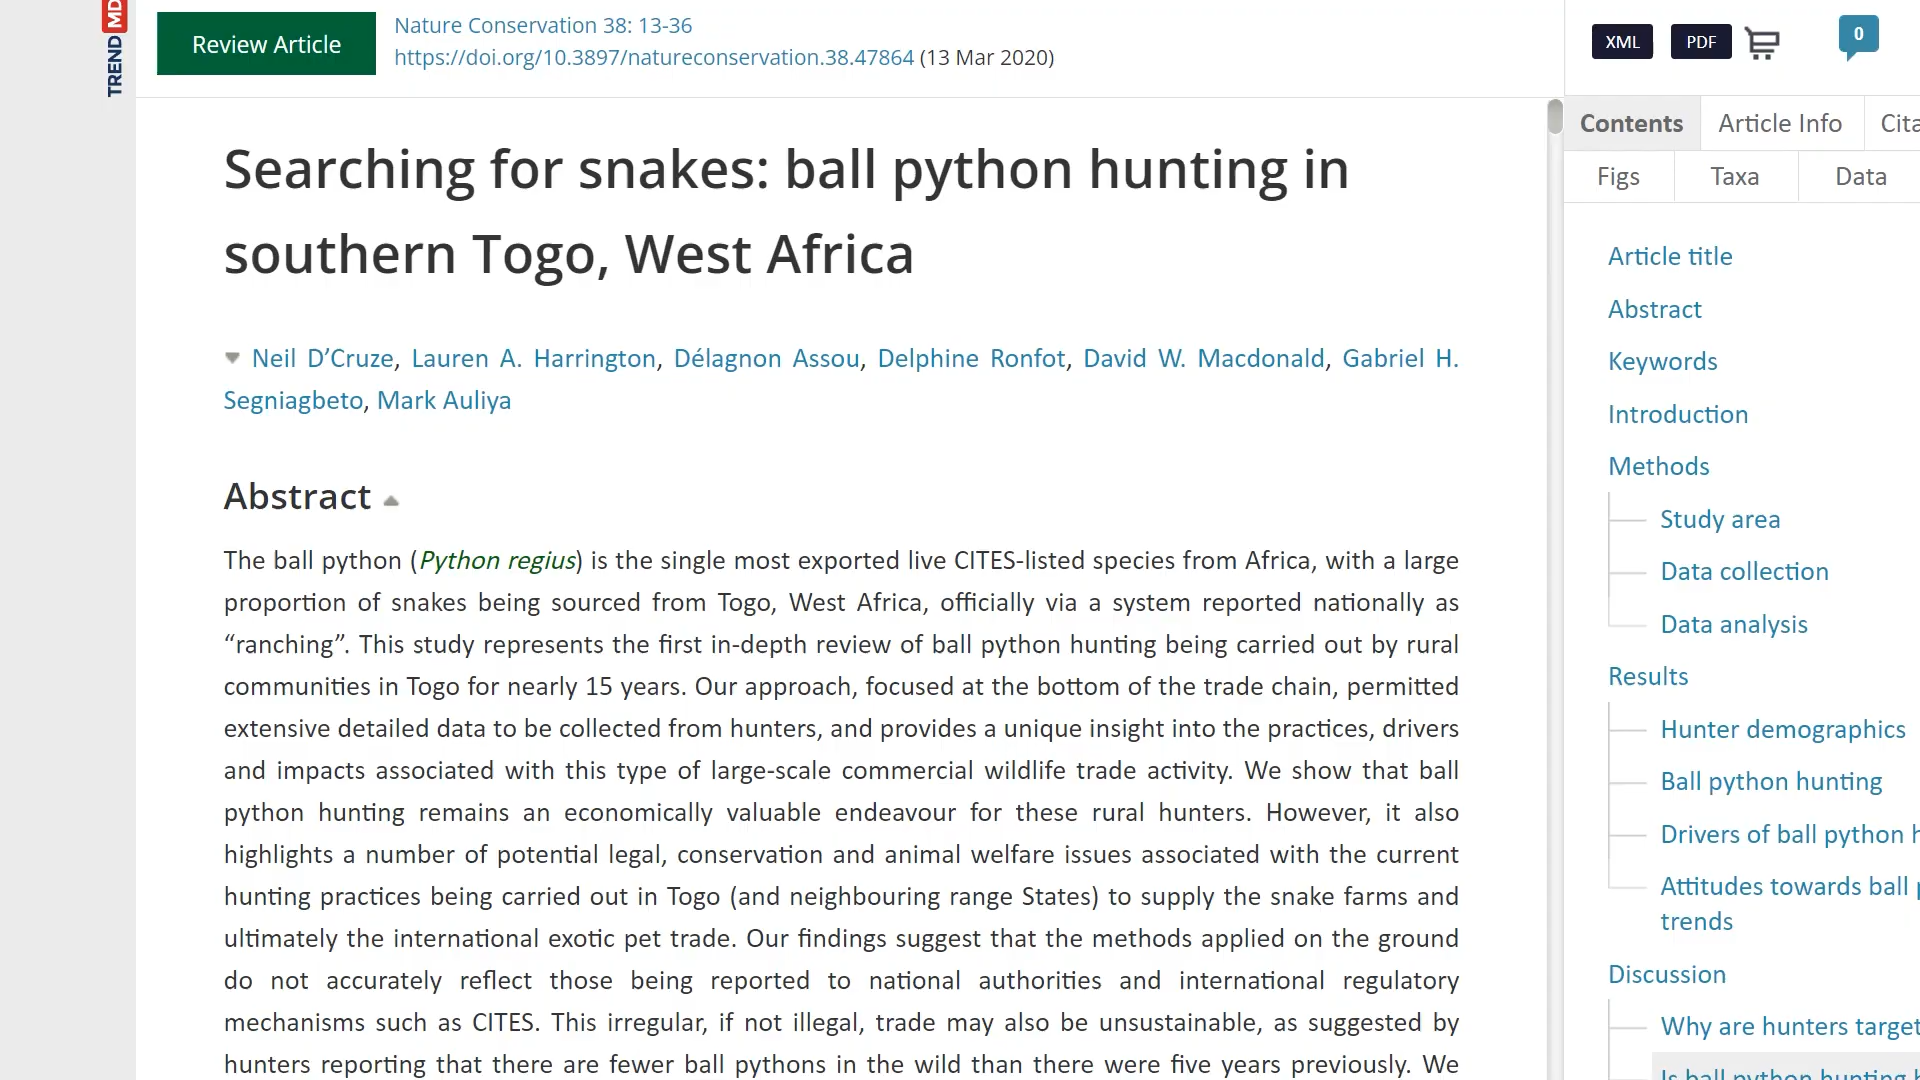 TREND MD
Review Article
Nature Conservation 38: 13-36
https://doi.org/10.3897/natureconservation.38.47864 (13 Mar 2020)
XML
PDF
0
Searching for snakes: ball python hunting in
southern Togo, West Africa
Neil D’Cruze, Lauren A. Harrington, Délagnon Assou, Delphine Ronfot, David W. Macdonald, Gabriel H.
Segniagbeto, Mark Auliya
Abstract
The ball python (Python regius) is the single most exported live CITES-listed species from Africa, with a large
proportion of snakes being sourced from Togo, West Africa, officially via a system reported nationally as
“ranching”. This study represents the first in-depth review of ball python hunting being carried out by rural
communities in Togo for nearly 15 years. Our approach, focused at the bottom of the trade chain, permitted
extensive detailed data to be collected from hunters, and provides a unique insight into the practices, drivers
and impacts associated with this type of large-scale commercial wildlife trade activity. We show that ball
python hunting remains an economically valuable endeavour for these rural hunters. However, it also
highlights a number of potential legal, conservation and animal welfare issues associated with the current
hunting practices being carried out in Togo (and neighbouring range States) to supply the snake farms and
ultimately the international exotic pet trade. Our findings suggest that the methods applied on the ground
do not accurately reflect those being reported to national authorities and international regulatory
mechanisms such as CITES. This irregular, if not illegal, trade may also be unsustainable, as suggested by
hunters reporting that there are fewer ball pythons in the wild than there were five years previously. We
Contents
Article Info
Cita
Figs
Taxa
Data
Article title
Abstract
Keywords
Introduction
Methods
Study area
Data collection
Data analysis
Results
Hunter demographics
Ball python hunting
Drivers of ball python h
Attitudes towards ball p
trends
Discussion
Why are hunters target
Is ball python hunting b